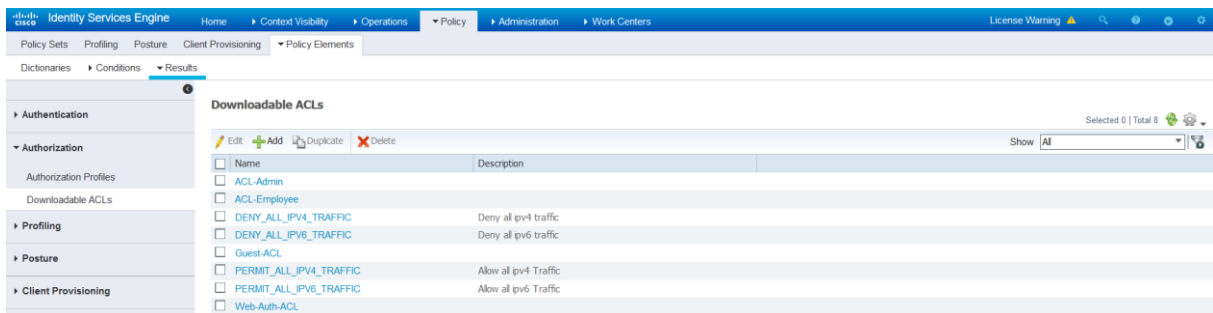 cisco Identity Services Engine Home Context Visibility Operations Policy Administration Work Centers License Warning
Policy Sets Profiling Posture Client Provisioning Policy Elements
Dictionaries Conditions Results
Authentication
Authorization
Authorization Profiles
Downloadable ACLs
Profiling
Posture
Client Provisioning
Downloadable ACLs
Selected 0 | Total 8
Edit Add Duplicate Delete Show All
Name Description
ACL-Admin
ACL-Employee
DENY_ALL_IPV4_TRAFFIC Deny all ipv4 traffic
DENY_ALL_IPV6_TRAFFIC Deny all ipv6 traffic
Guest-ACL
PERMIT_ALL_IPV4_TRAFFIC Allow all ipv4 Traffic
PERMIT_ALL_IPV6_TRAFFIC Allow all ipv6 Traffic
Web-Auth-ACL